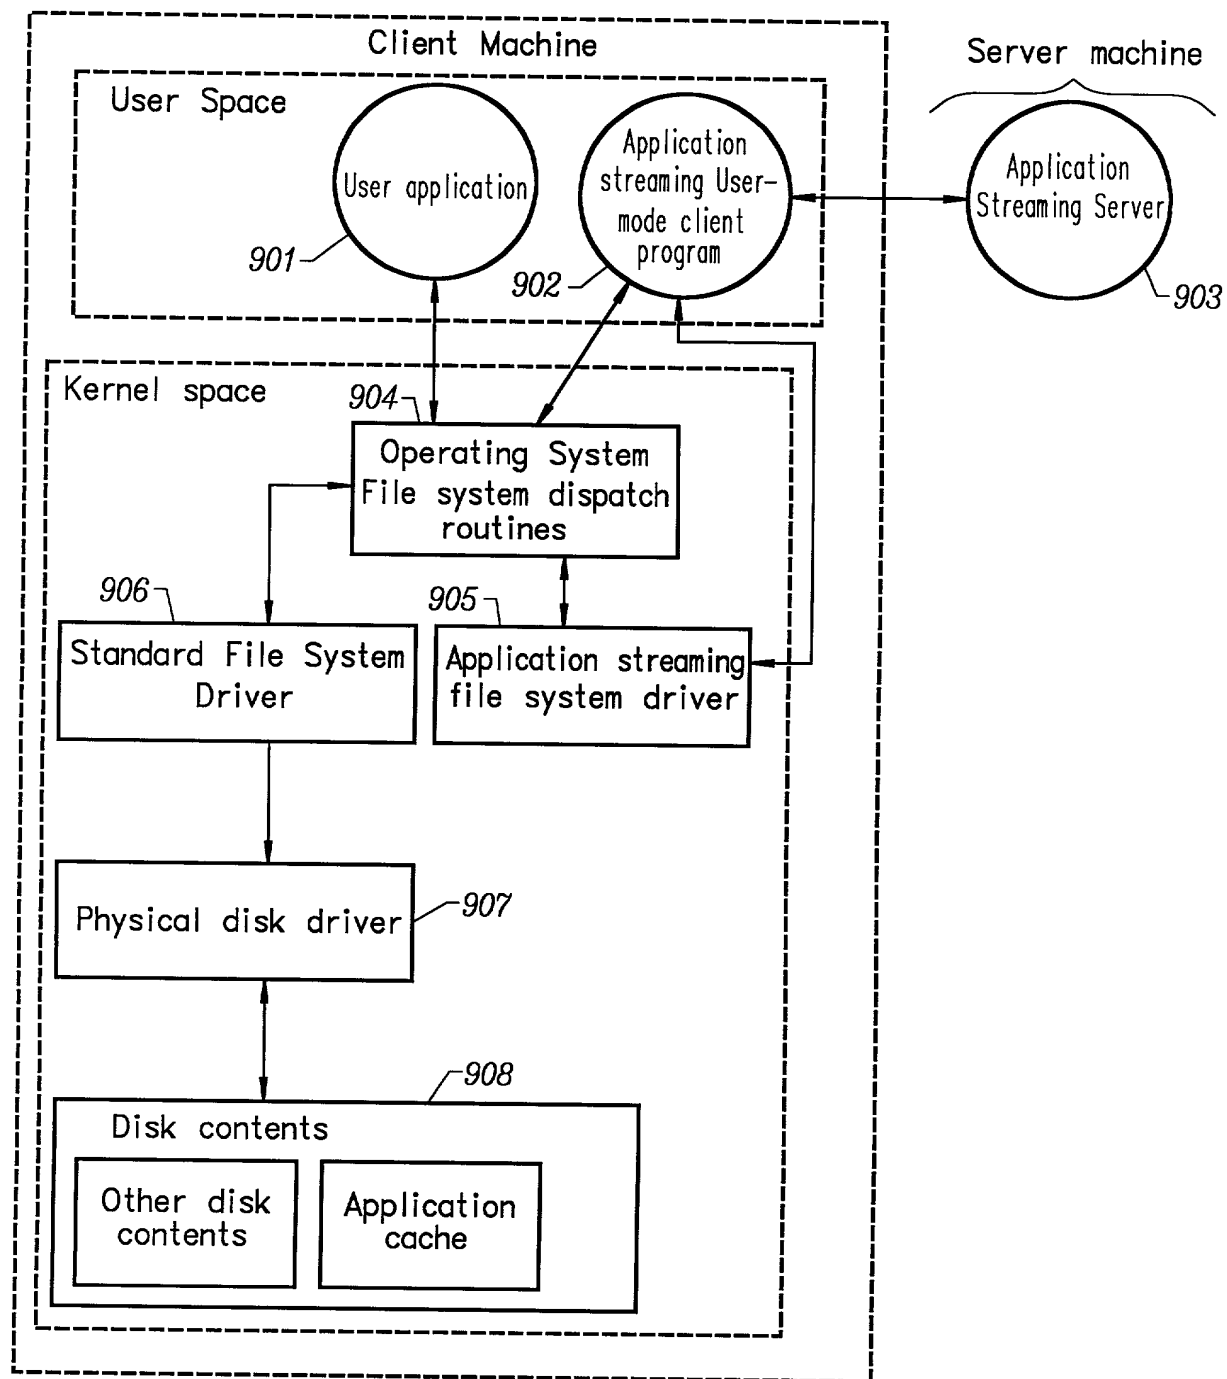 Client Machine
Server machine
User Space
User application
901
Application
streaming User-
mode client
program
902
Application
Streaming Server
903
Kernel space
904
Operating System
File system dispatch
routines
906
Standard File System
Driver
905
Application streaming
file system driver
Physical disk driver
907
908
Disk contents
Other disk
contents
Application
cache